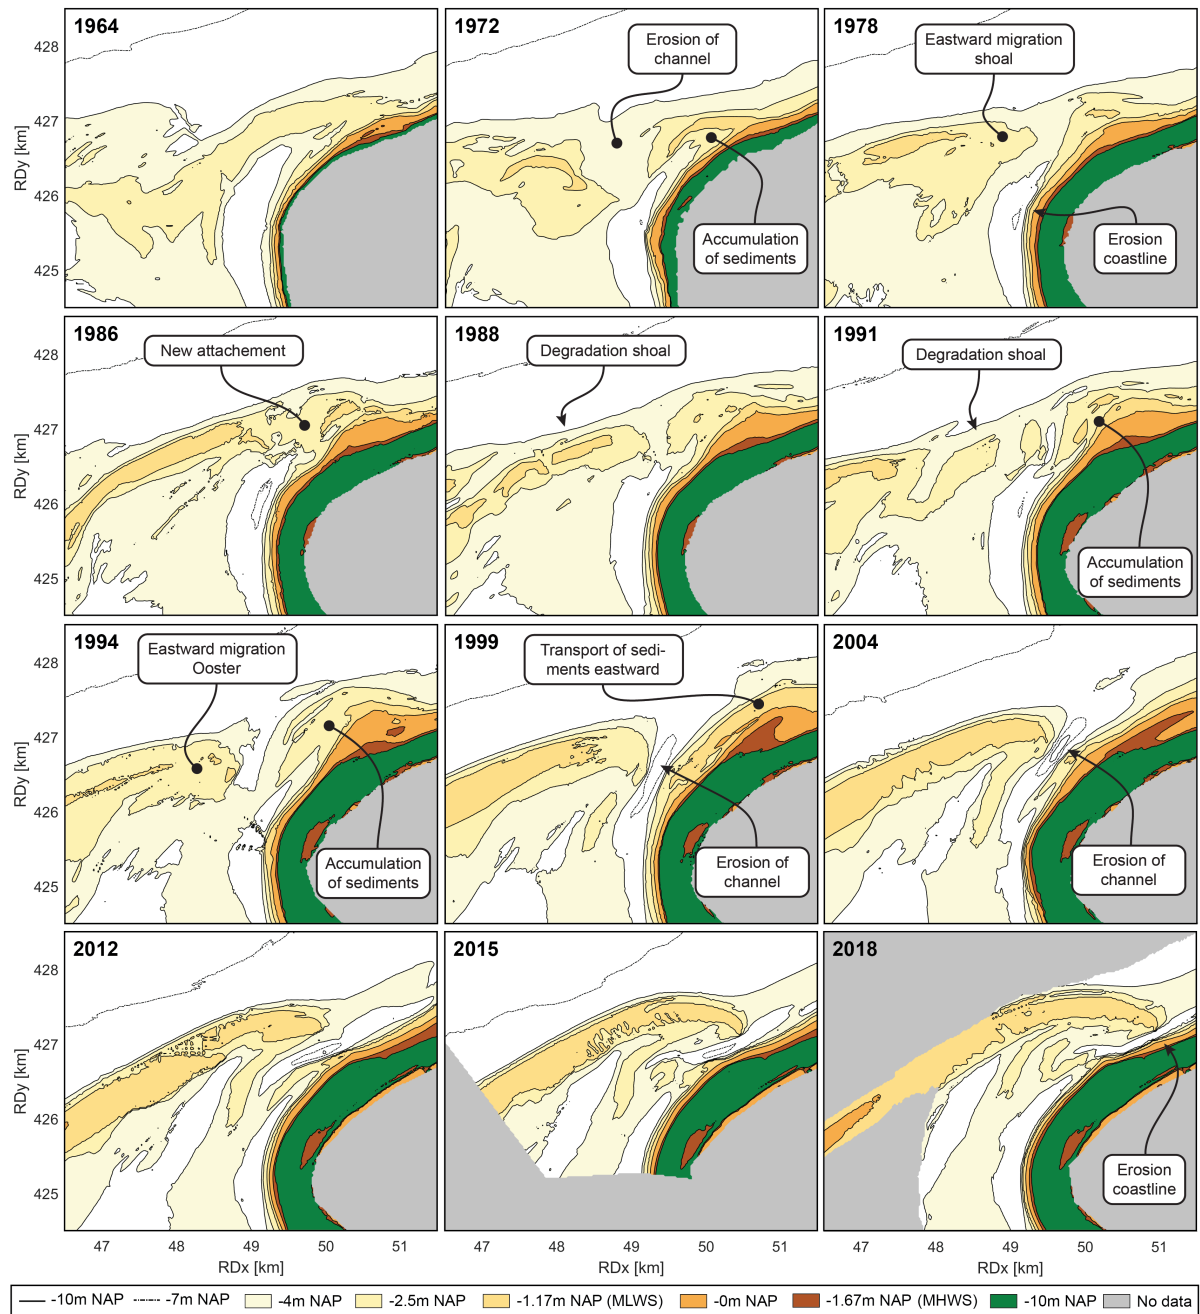 1964
1972
1978
428
427
426
425
RDy [km]
Erosion of
channel
Accumulation
of sediments
Eastward migration
shoal
Erosion
coastline
1986
1988
1991
428
427
426
425
RDy [km]
New attachement
Degradation shoal
Degradation shoal
Accumulation
of sediments
1994
1999
2004
428
427
426
425
RDy [km]
Eastward migration
Ooster
Accumulation
of sediments
Transport of sedi-
ments eastward
Erosion of
channel
Erosion of
channel
2012
2015
2018
428
427
426
425
RDy [km]
Erosion
coastline
47 48 49 50 51
47 48 49 50 51
47 48 49 50 51
RDx [km]
RDx [km]
RDx [km]
-10m NAP -7m NAP -4m NAP -2.5m NAP -1.17m NAP (MLWS) -0m NAP -1.67m NAP (MHWS) -10m NAP No data